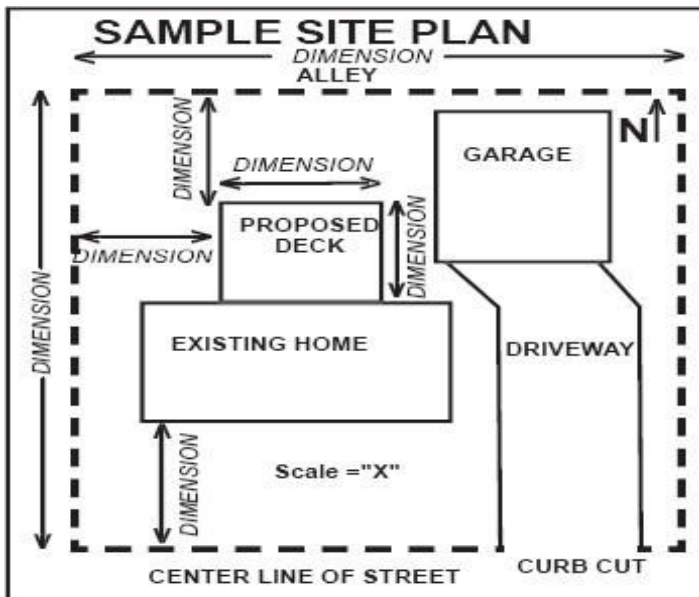 SAMPLE SITE PLAN
DIMENSION
ALLEY
N
GARAGE
DIMENSION
DIMENSION
PROPOSED
DECK
DIMENSION
DIMENSION
DIMENSION
EXISTING HOME
DRIVEWAY
DIMENSION
Scale ="X"
CENTER LINE OF STREET
CURB CUT